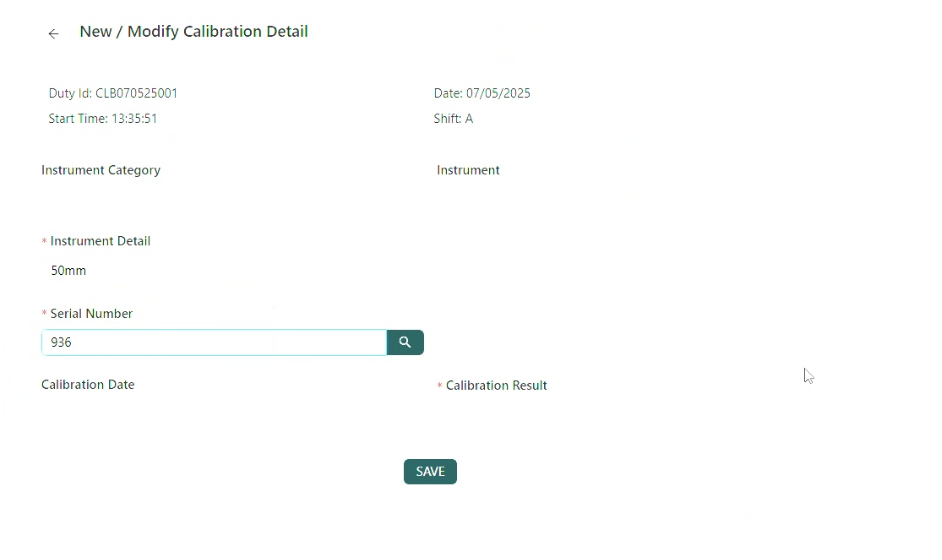 New / Modify Calibration Detail
Duty Id: CLB070525001
Date: 07/05/2025
Start Time: 13:35:51
Shift: A
Instrument Category
Instrument
* Instrument Detail
50mm
* Serial Number
936
Calibration Date
* Calibration Result
SAVE